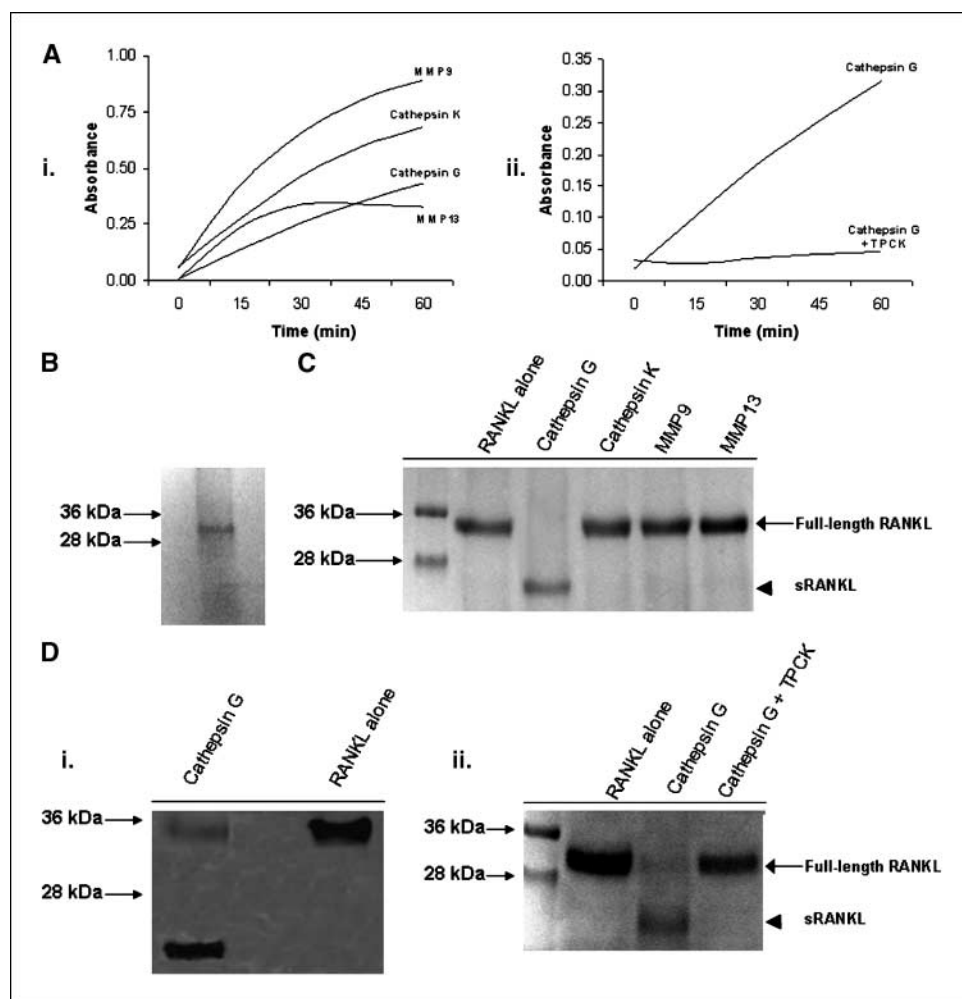 A
i.
Absorbance
1.00
0.75
0.50
0.25
0.00
MMP9
Cathepsin K
Cathepsin G
MMP13
0 15 30 45 60
Time (min)
ii.
Absorbance
0.35
0.30
0.25
0.20
0.15
0.10
0.05
0.00
Cathepsin G
Cathepsin G
+TPCK
0 15 30 45 60
Time (min)
B
36 kDa
28 kDa
C
RANKL alone
Cathepsin G
Cathepsin K
MMP9
MMP13
36 kDa
28 kDa
Full-length RANKL
sRANKL
D
i.
Cathepsin G
RANKL alone
36 kDa
28 kDa
ii.
RANKL alone
Cathepsin G
Cathepsin G + TPCK
36 kDa
28 kDa
Full-length RANKL
sRANKL